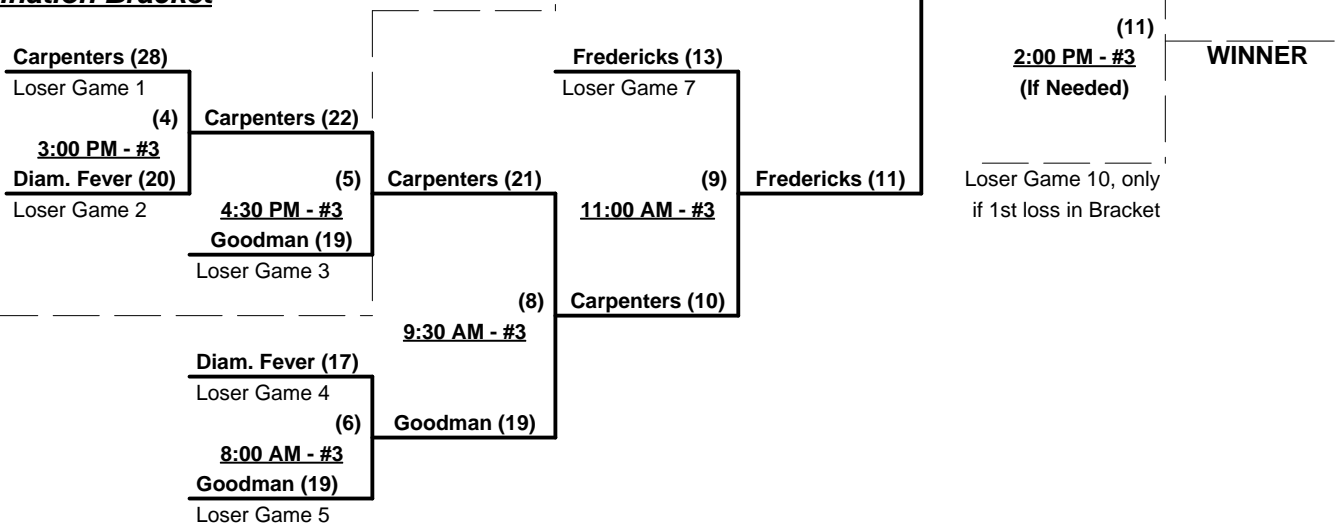 Bracket
(11)
Carpenters (28)
Fredericks (13)
2:00 PM - #3
WINNER
Loser Game 1
Loser Game 7
(If Needed)
(4)
Carpenters (22)
3:00 PM - #3
Diam. Fever (20)
(5)
Carpenters (21)
(9)
Fredericks (11)
Loser Game 10, only
Loser Game 2
4:30 PM - #3
11:00 AM - #3
if 1st loss in Bracket
Goodman (19)
Loser Game 3
(8)
Carpenters (10)
9:30 AM - #3
Diam. Fever (17)
Loser Game 4
(6)
Goodman (19)
8:00 AM - #3
Goodman (19)
Loser Game 5